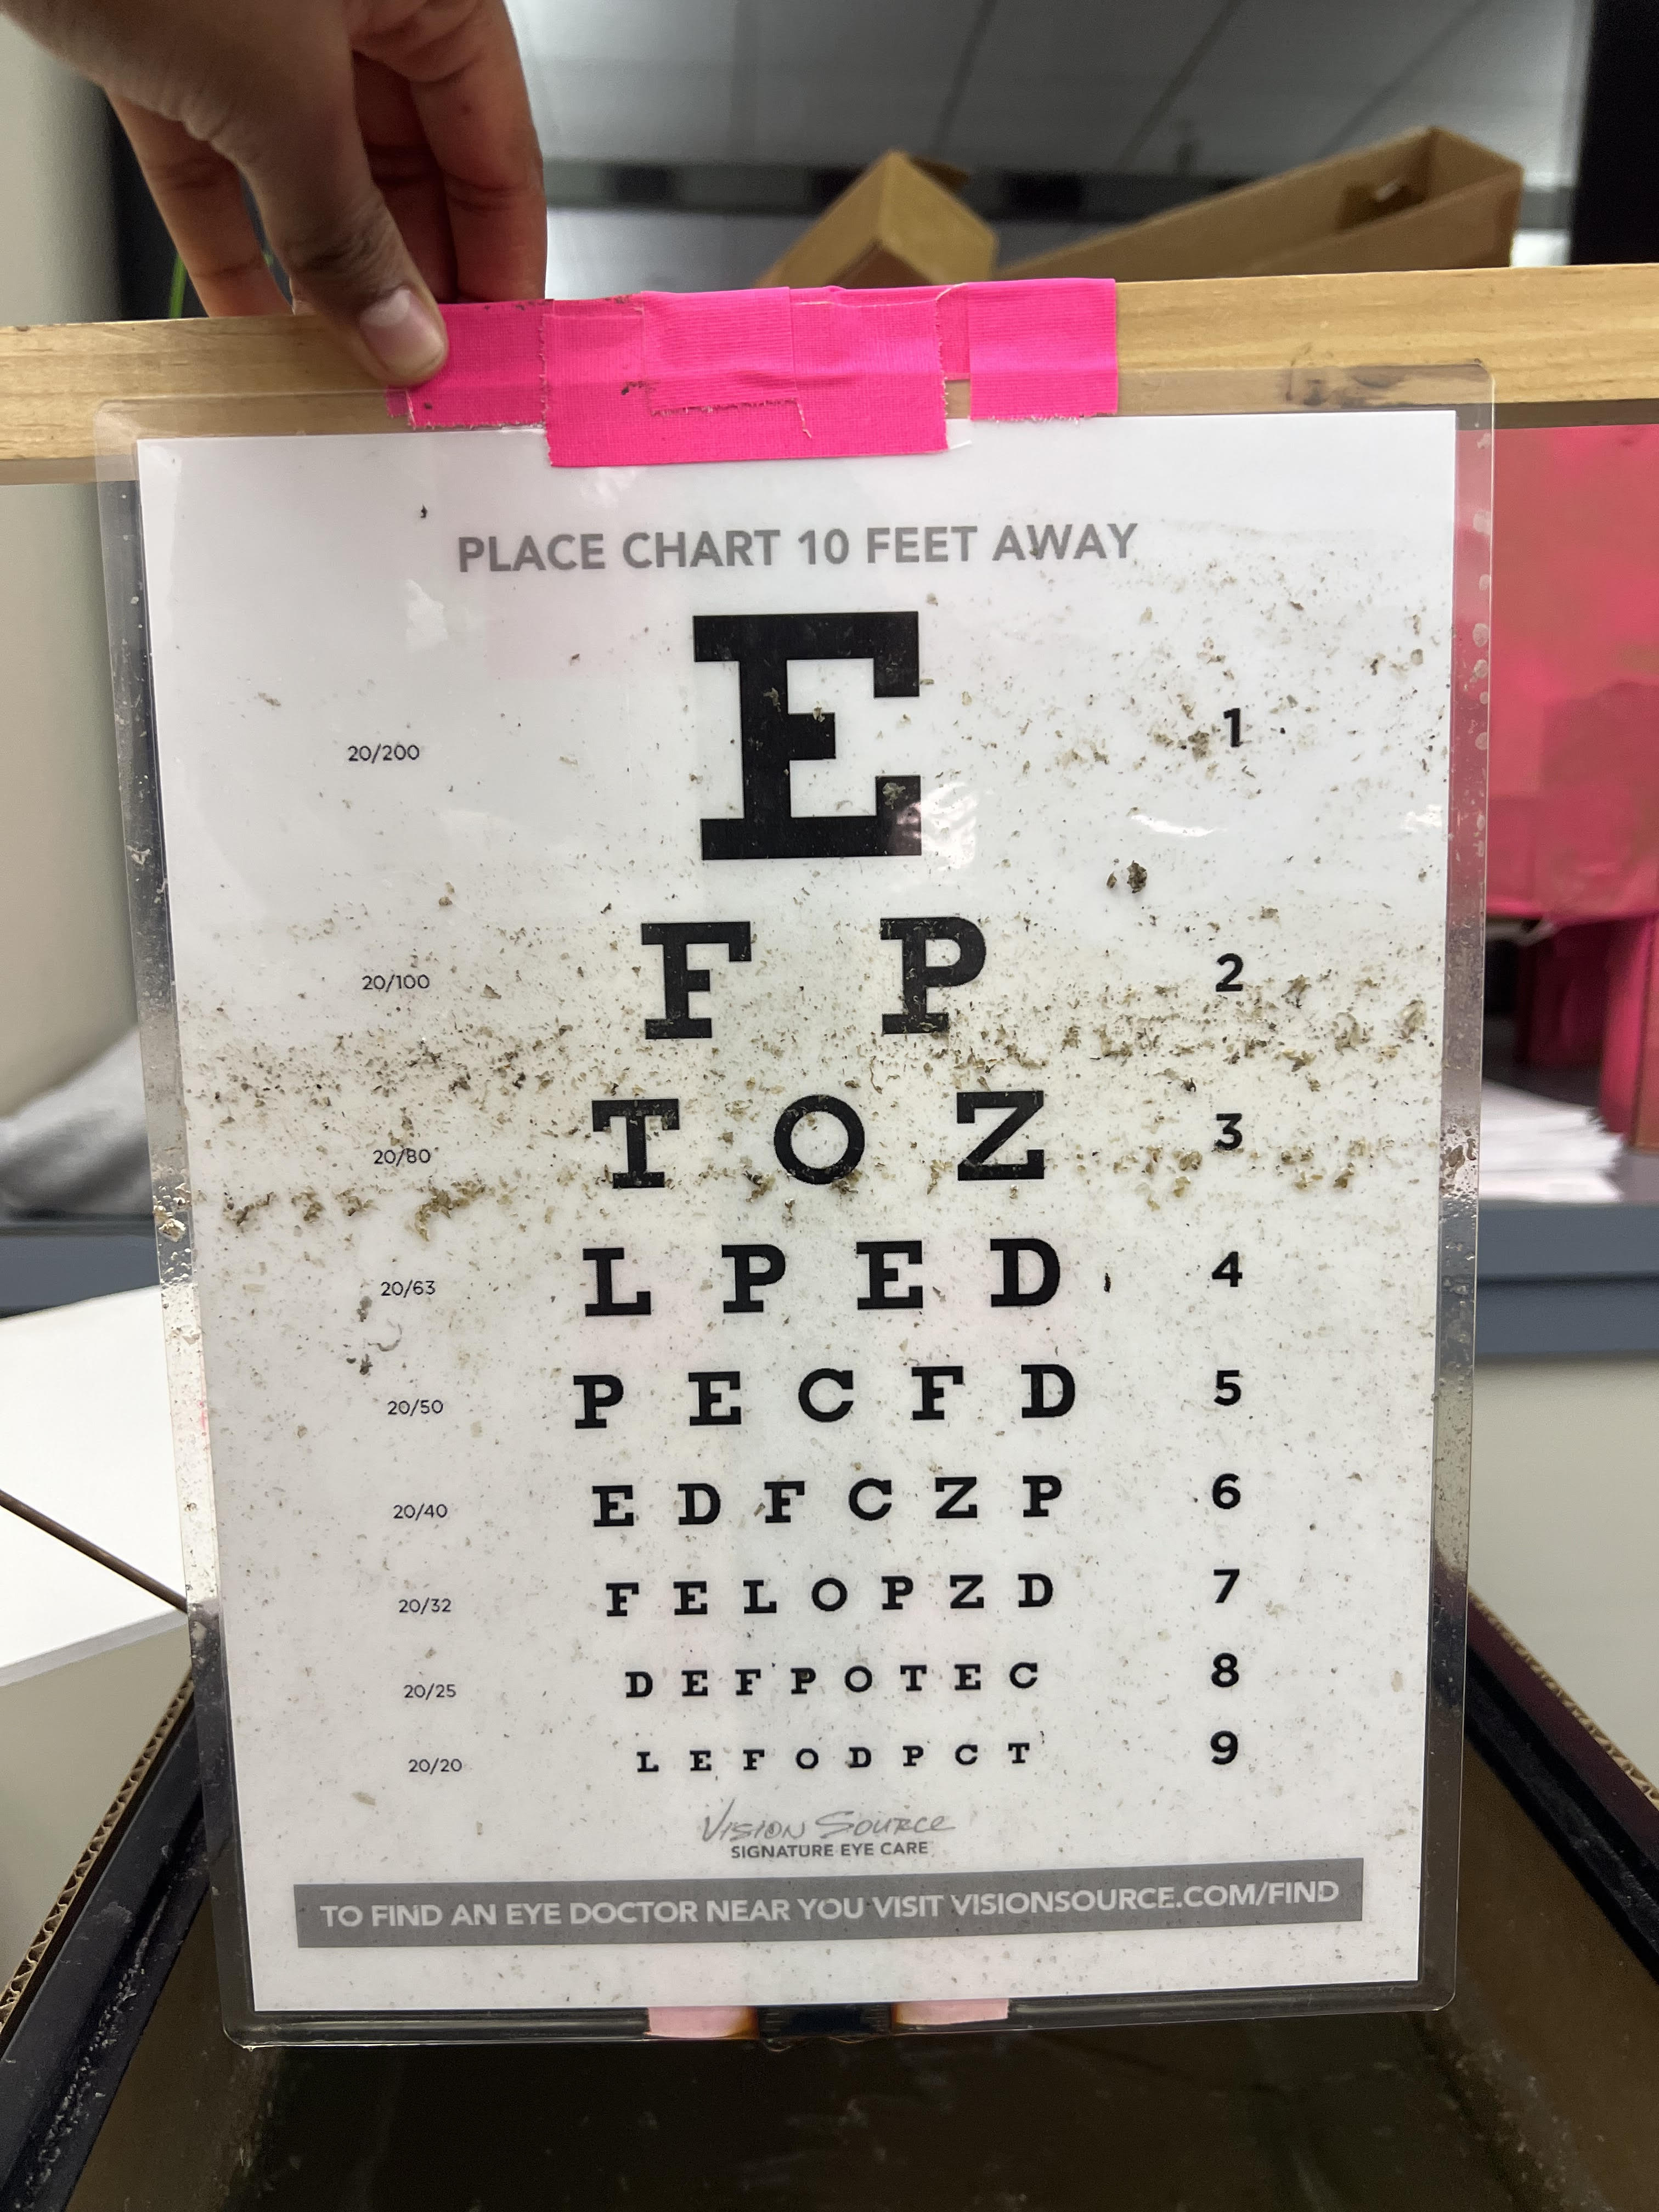 PLACE CHART 10 FEET AWAY
20/200 E 1
20/100 F P 2
20/80 T O Z 3
20/63 L P E D 4
20/50 P E C F D 5
20/40 E D F C Z P 6
20/32 F E L O P Z D 7
20/25 D E F P O T E C 8
20/20 L E F O D P C T 9
VISION SOURCE
SIGNATURE EYE CARE
TO FIND AN EYE DOCTOR NEAR YOU VISIT VISIONSOURCE.COM/FIND